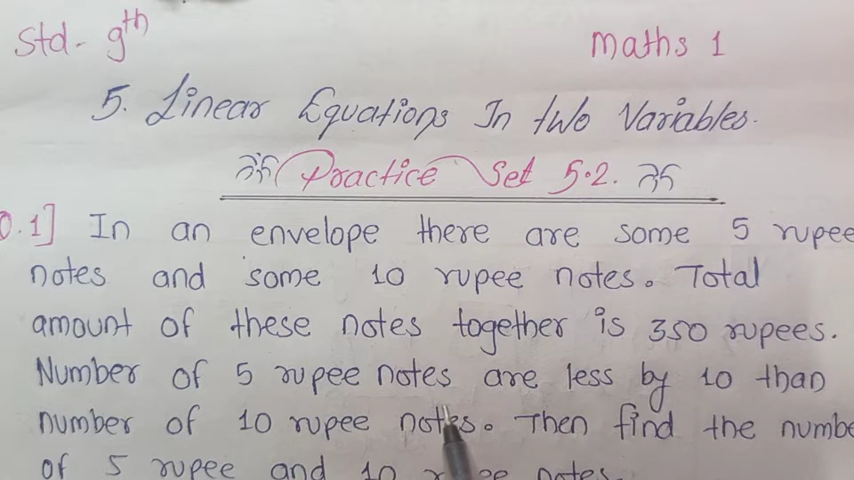 Std - 9th
Maths 1
5. Linear Equations In two Variables.
Practice Set 5.2.
Q.1] In an envelope there are some 5 rupee
notes and some 10 rupee notes. Total
amount of these notes together is 350 rupees.
Number of 5 rupee notes are less by 10 than
number of 10 rupee notes. Then find the numbe
of 5 rupee and 10 rupee notes.